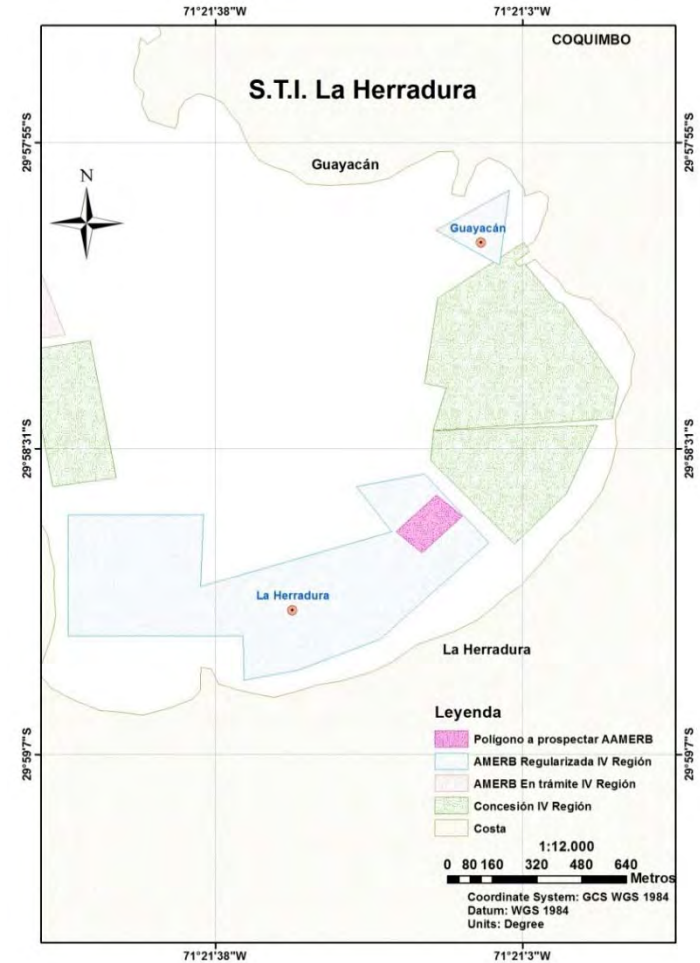 71°21'38"W
71°21'3"W
COQUIMBO
S.T.I. La Herradura
29°57'55"S
29°57'55"S
Guayacán
N
Guayacán
29°58'31"S
29°58'31"S
La Herradura
La Herradura
Leyenda
Polígono a prospectar AAMERB
AMERB Regularizada IV Región
AMERB En trámite IV Región
Concesión IV Región
Costa
29°59'7"S
29°59'7"S
1:12.000
0 80 160 320 480 640
Metros
Coordinate System: GCS WGS 1984
Datum: WGS 1984
Units: Degree
71°21'38"W
71°21'3"W